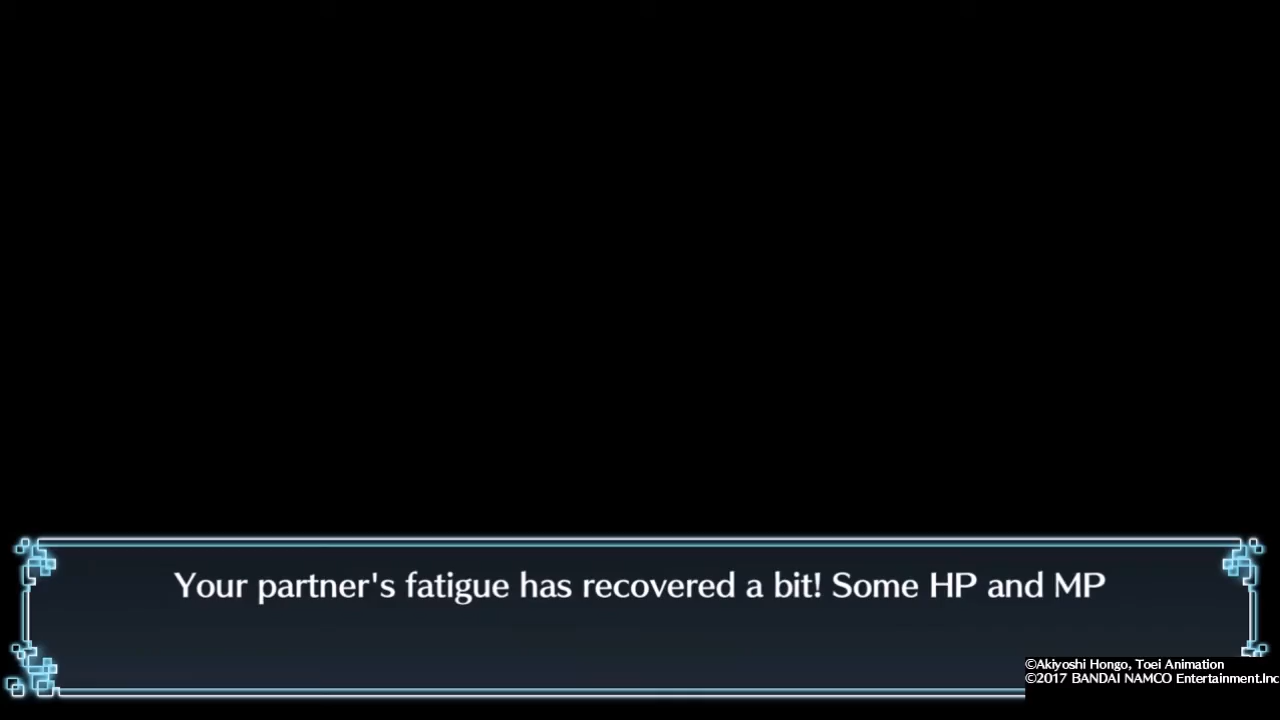 Your partner's fatigue has recovered a bit! Some HP and MP
©Akiyoshi Hongo, Toei Animation
©2017 BANDAI NAMCO Entertainment.Inc